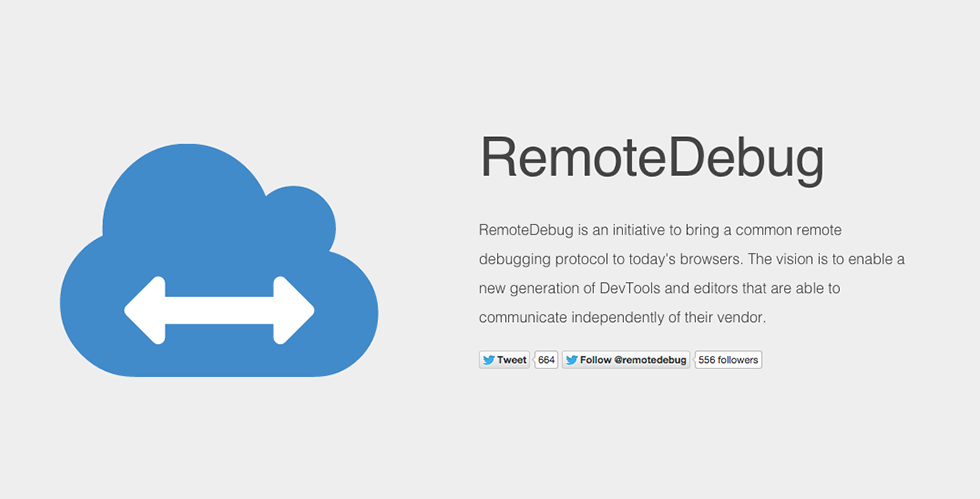 RemoteDebug
RemoteDebug is an initiative to bring a common remote
debugging protocol to today's browsers. The vision is to enable a
new generation of DevTools and editors that are able to
communicate independently of their vendor.
Tweet 664 Follow @remotedebug 556 followers